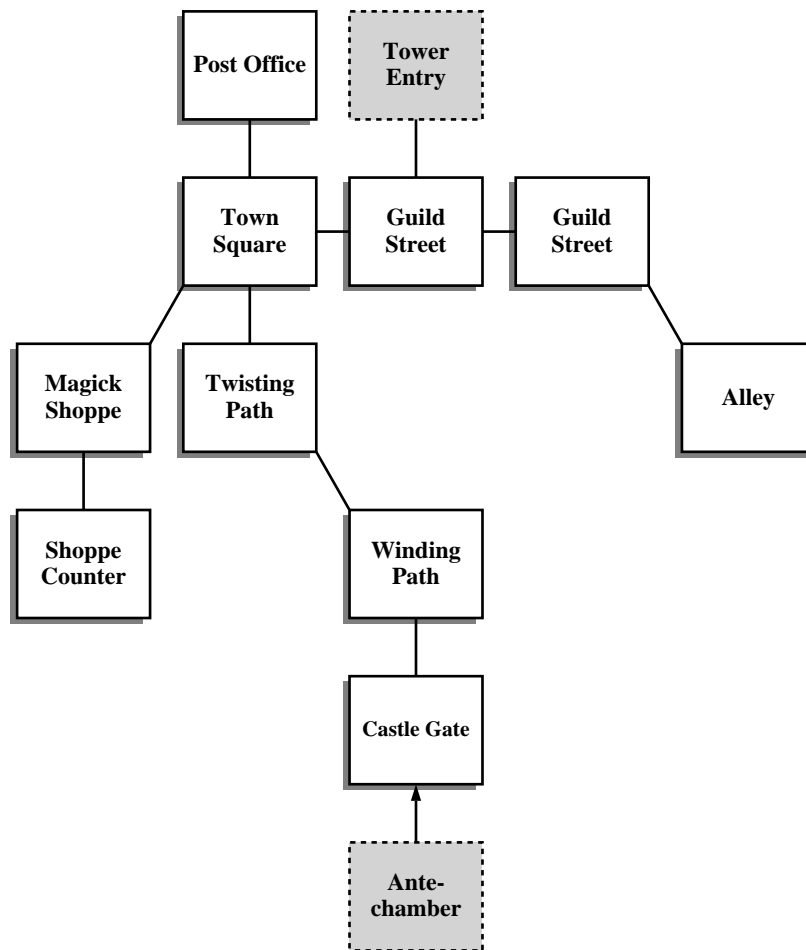 Post Office
Tower
Entry
Town
Square
Guild
Street
Guild
Street
Magick
Shoppe
Twisting
Path
Alley
Shoppe
Counter
Winding
Path
Castle Gate
Ante-
chamber